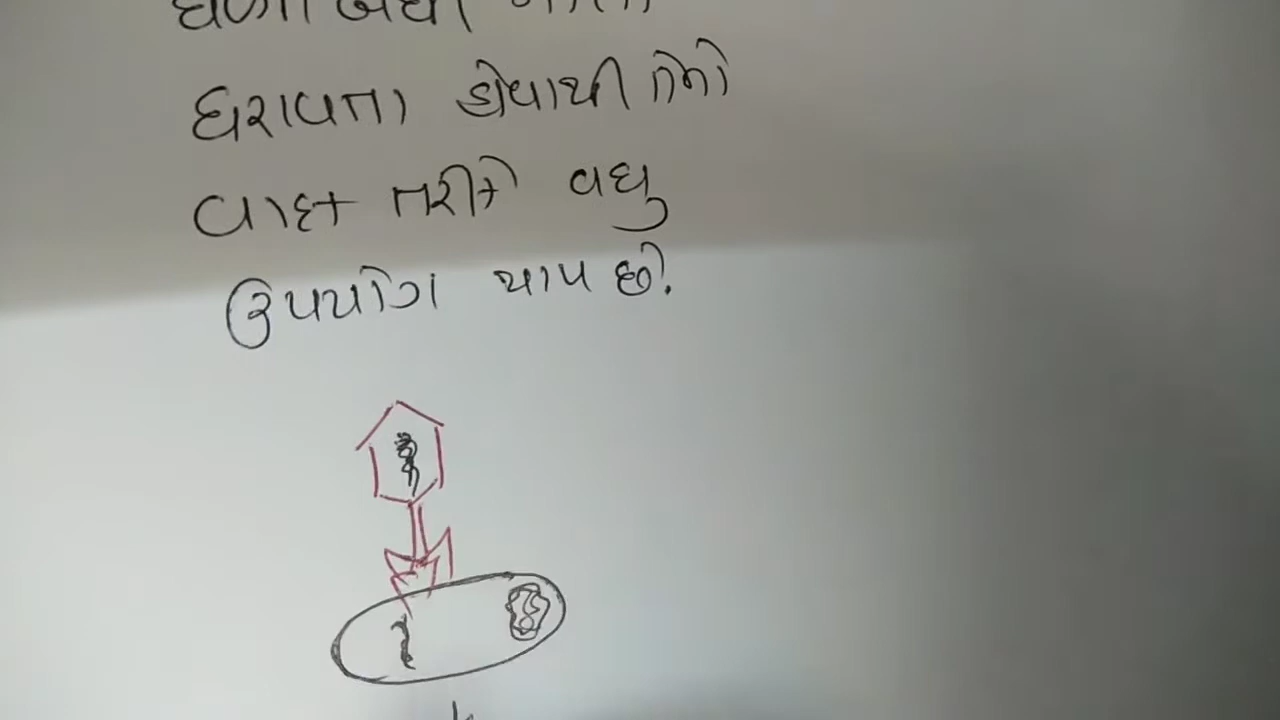 ધરાવતા હોવાથી તેનો
વાહક તરીકે વધુ
ઉપયોગ થાય છે.